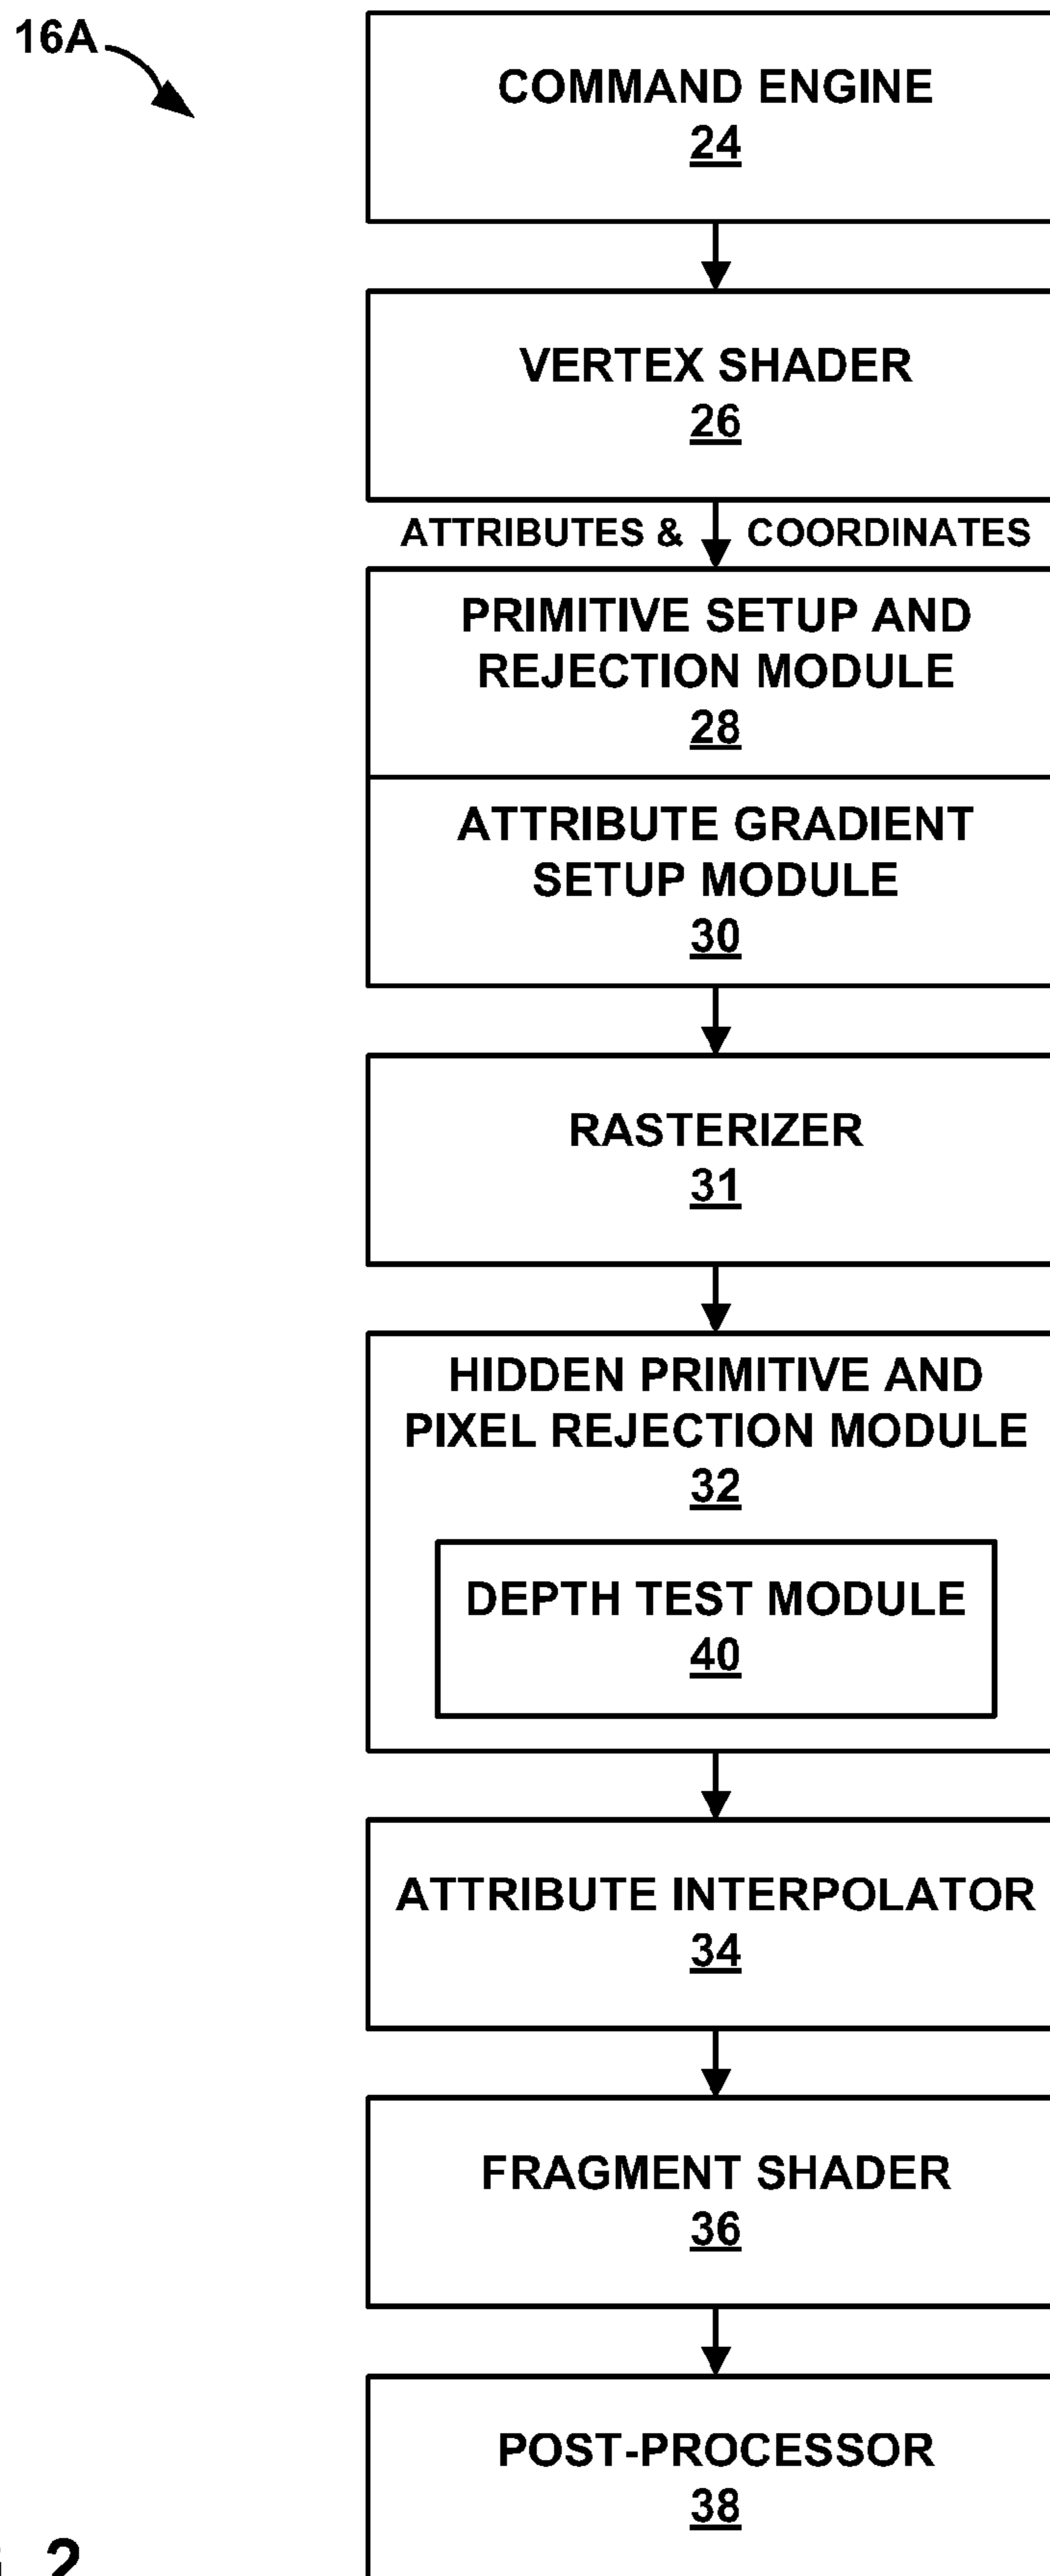 16A
COMMAND ENGINE
24
VERTEX SHADER
26
ATTRIBUTES & COORDINATES
PRIMITIVE SETUP AND
REJECTION MODULE
28
ATTRIBUTE GRADIENT
SETUP MODULE
30
RASTERIZER
31
HIDDEN PRIMITIVE AND
PIXEL REJECTION MODULE
32
DEPTH TEST MODULE
40
ATTRIBUTE INTERPOLATOR
34
FRAGMENT SHADER
36
POST-PROCESSOR
38
2